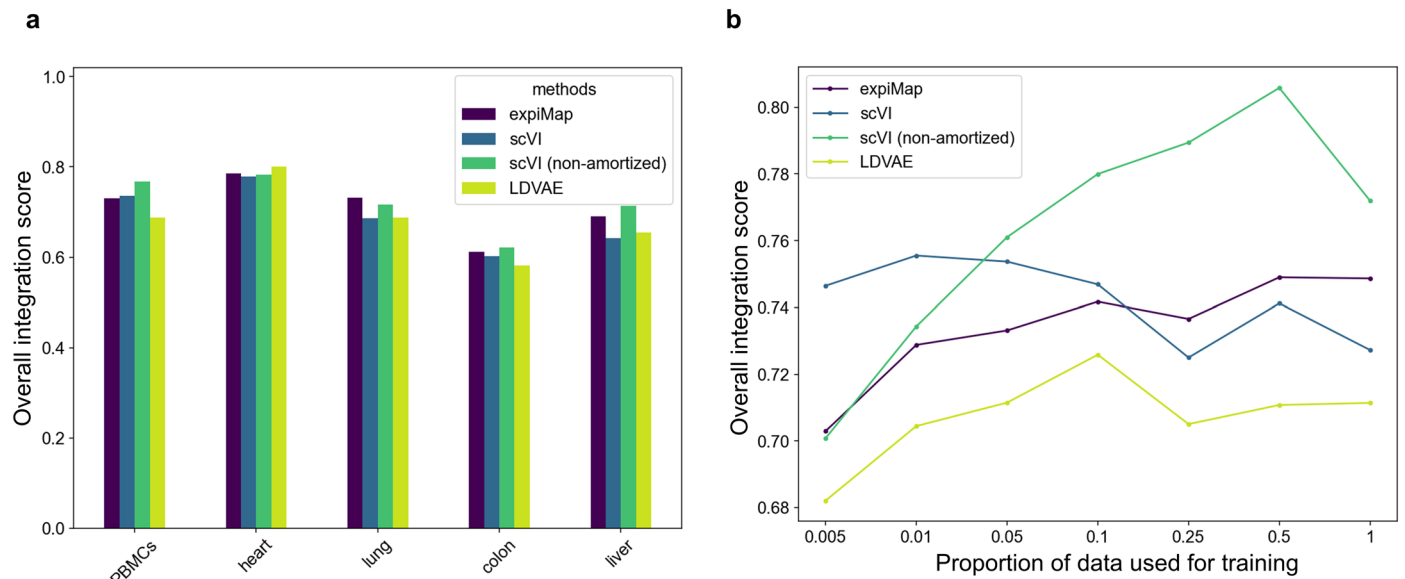 a
Overall integration score
1.0
0.8
0.6
0.4
0.2
0.0
methods
expiMap
scVI
scVI (non-amortized)
LDVAE
PBMCs
heart
lung
colon
liver
b
Overall integration score
0.80
0.78
0.76
0.74
0.72
0.70
0.68
expiMap
scVI
scVI (non-amortized)
LDVAE
0.005 0.01 0.05 0.1 0.25 0.5 1
Proportion of data used for training